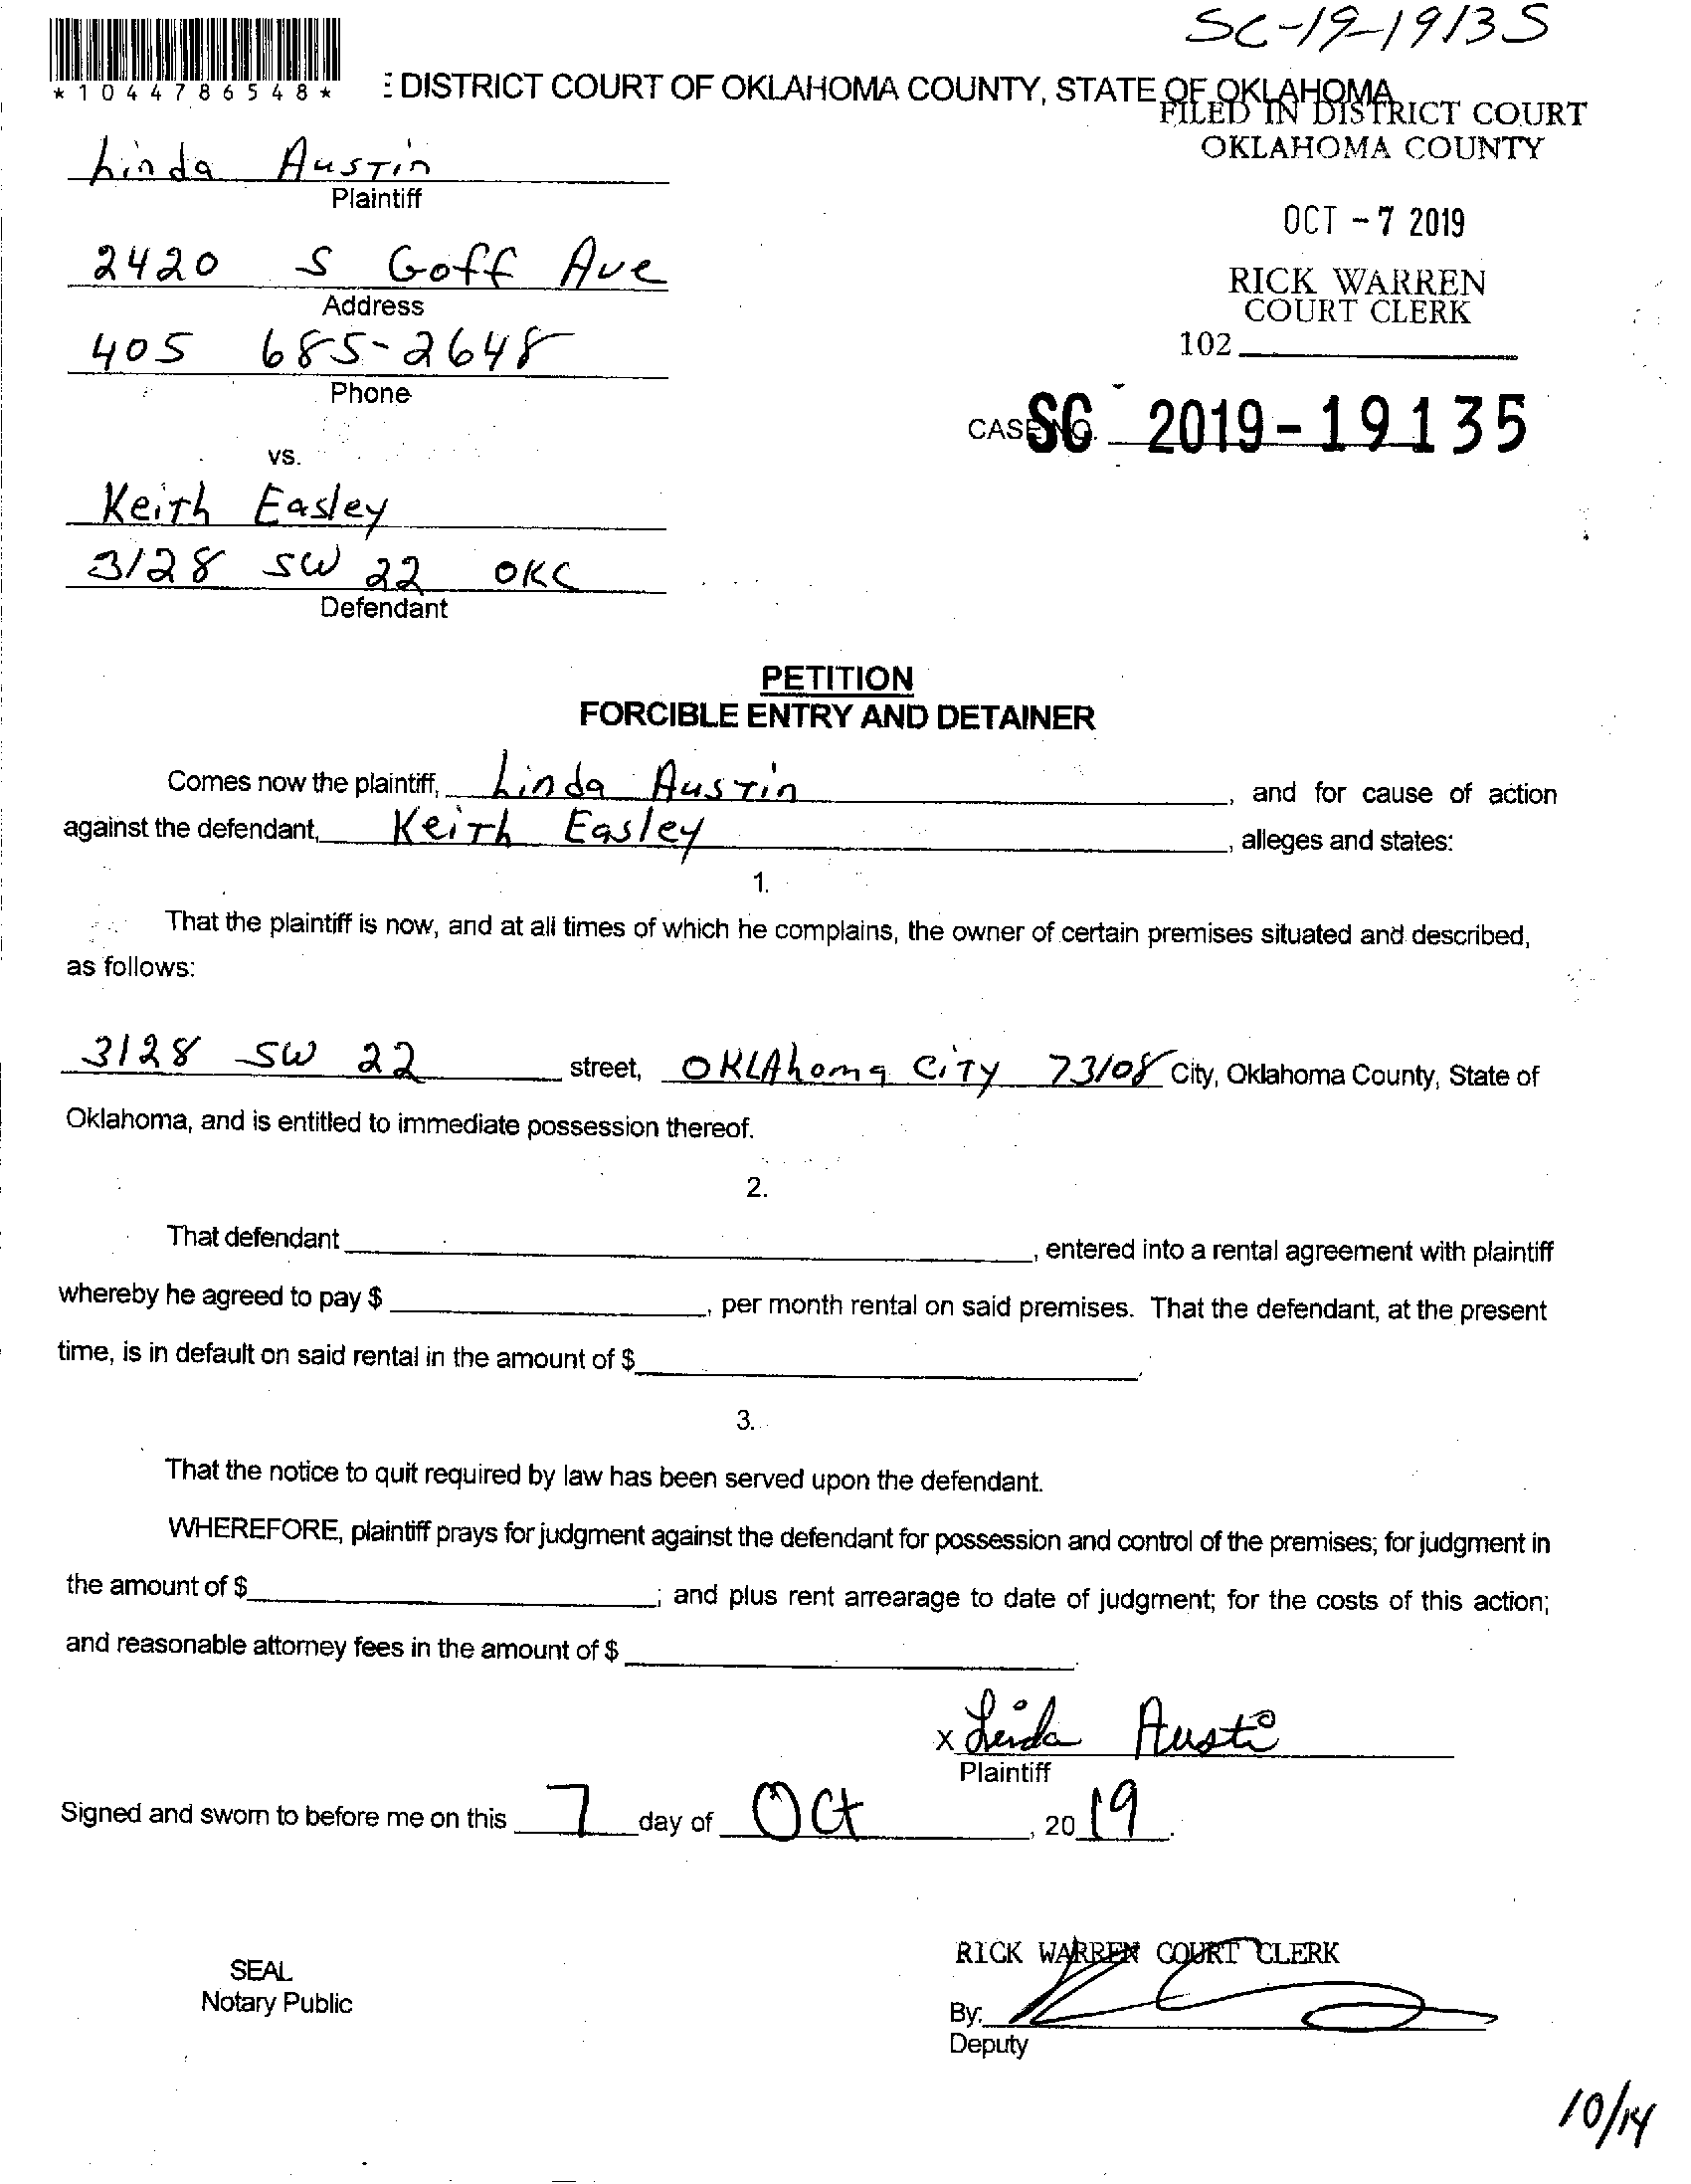 SC-19-19135
*1044786548*
DISTRICT COURT OF OKLAHOMA COUNTY, STATE OF OKLAHOMA
FILED IN DISTRICT COURT
OKLAHOMA COUNTY
Linda Austin
Plaintiff
OCT -7 2019
2420 S Goff Ave
Address
RICK WARREN
COURT CLERK
405 685-2648
Phone
102
CASE NO. SC 2019-19135
vs.
Keith Easley
3128 SW 22 OKC
Defendant
PETITION
FORCIBLE ENTRY AND DETAINER
Comes now the plaintiff, Linda Austin, and for cause of action
against the defendant, Keith Easley, alleges and states:
1.
That the plaintiff is now, and at all times of which he complains, the owner of certain premises situated and described,
as follows:
3128 SW 22 street, OKLAhoma CiTy 73108 City, Oklahoma County, State of
Oklahoma, and is entitled to immediate possession thereof.
2.
That defendant , entered into a rental agreement with plaintiff
whereby he agreed to pay $ , per month rental on said premises. That the defendant, at the present
time, is in default on said rental in the amount of $ .
3.
That the notice to quit required by law has been served upon the defendant.
WHEREFORE, plaintiff prays for judgment against the defendant for possession and control of the premises; for judgment in
the amount of $ ; and plus rent arrearage to date of judgment; for the costs of this action;
and reasonable attorney fees in the amount of $ .
x Linda Austin
Plaintiff
Signed and sworn to before me on this 7 day of Oct, 2019.
RICK WARREN COURT CLERK
SEAL
Notary Public
By:
Deputy
10/14